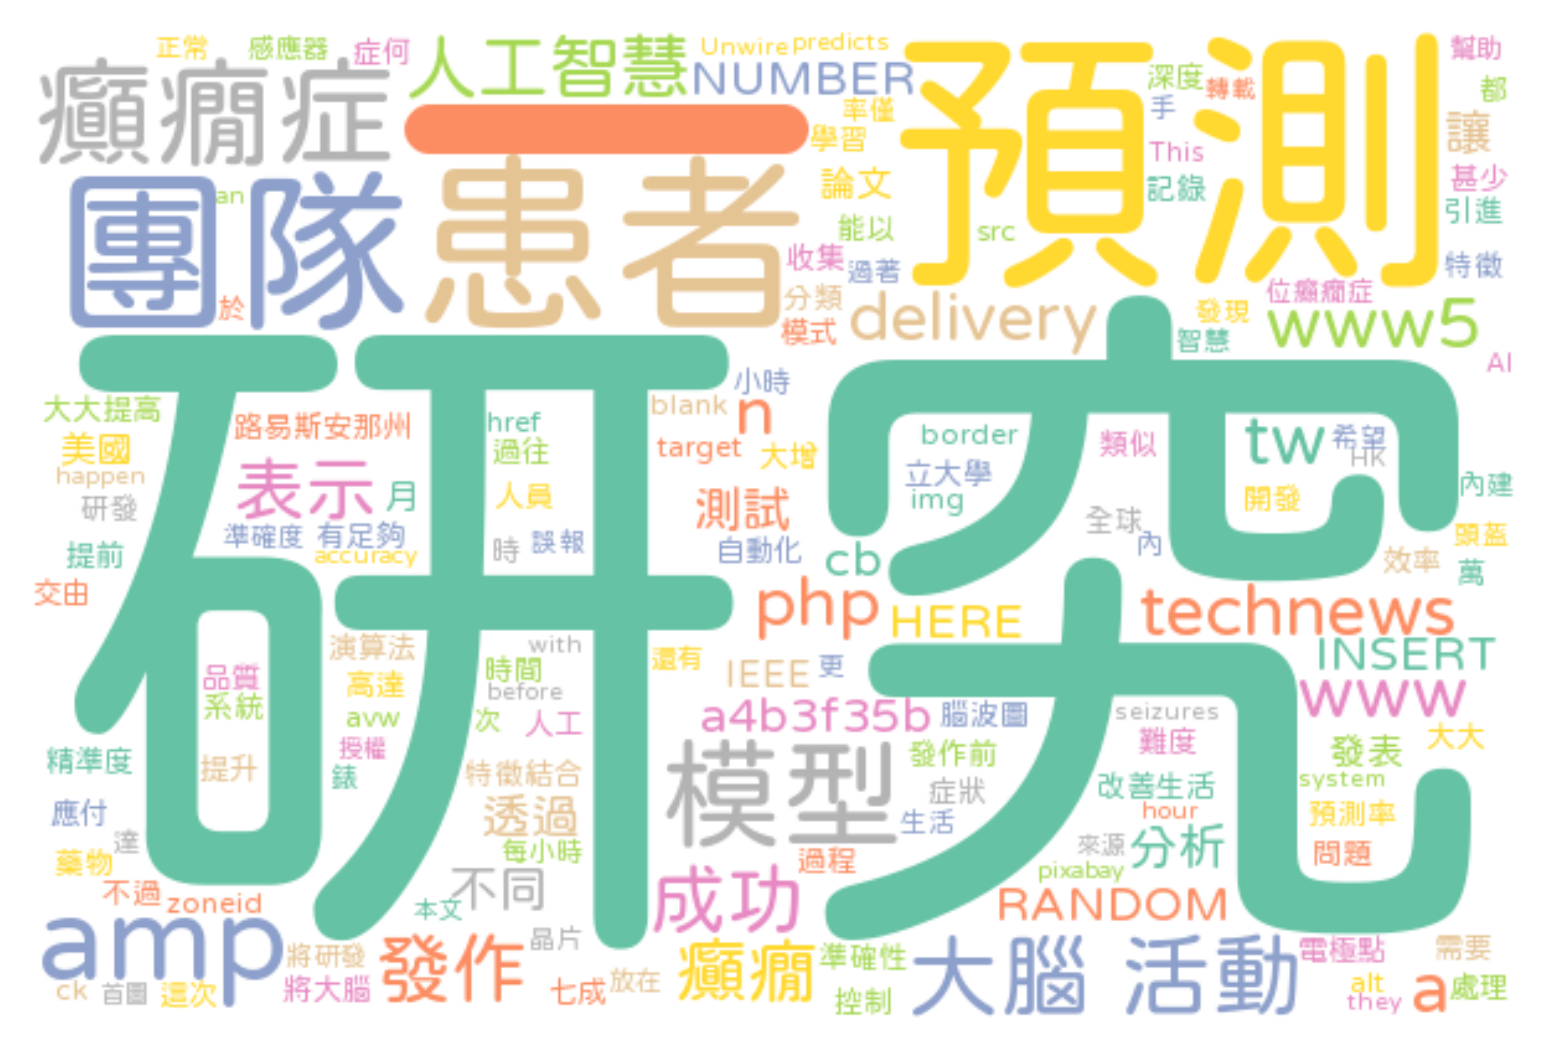 正常 感應器 症何 人工智慧 Unwire predicts 預測 幫助
癲癇症 NUMBER 深度 轉載 都
一 率僅 手 讓
學習 This
團隊 an 患者 論文 記錄 甚少
能以 src 引進
收集 過著 特徵
於 分類 delivery 位癲癇症
模式 發現 www5
智慧 AI
研究
小時
大大提高 路易斯安那州 href blank n border 類似 tw 希望
美國 過往 target 大增 HK
happen 表示 月 人員 測試 立大學 開發 內建
研發 img 全球
準確度 有足夠 時 誤報 自動化 內 頭盔
提前 accuracy cb 效率 萬
交由 php HERE technews
演算法 with 還有 IEEE 更 INSERT
品質 高達 時間 www
系統 avw before a4b3f35b 腦波圖 seizures
授權 次 人工 難度 大大
精準度 提升 錶 特徵結合 模型 發作前 發表
症狀 改善生活 system
應付 透過 生活 hour 預測率
達 每小時 來源 分析 問題
藥物 過程 pixabay
不過 zoneid 不同 成功 RANDOM
本文
amp 將研發 發作 晶片 癲癇 準確性 大腦 活動 電極點 需要
ck 首圖 這次 將大腦 七成 放在 控制 alt a 處理
they